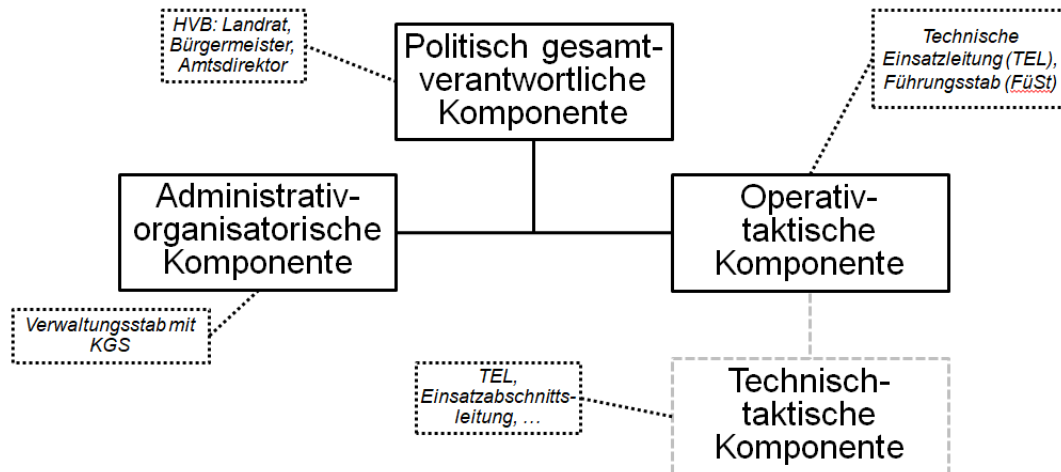 HVB: Landrat,
Bürgermeister,
Amtsdirektor
Politisch gesamt-
verantwortliche
Komponente
Technische
Einsatzleitung (TEL),
Führungsstab (FüSt)
Administrativ-
organisatorische
Komponente
Operativ-
taktische
Komponente
Verwaltungsstab mit
KGS
TEL,
Einsatzabschnitts-
leitung, …
Technisch-
taktische
Komponente